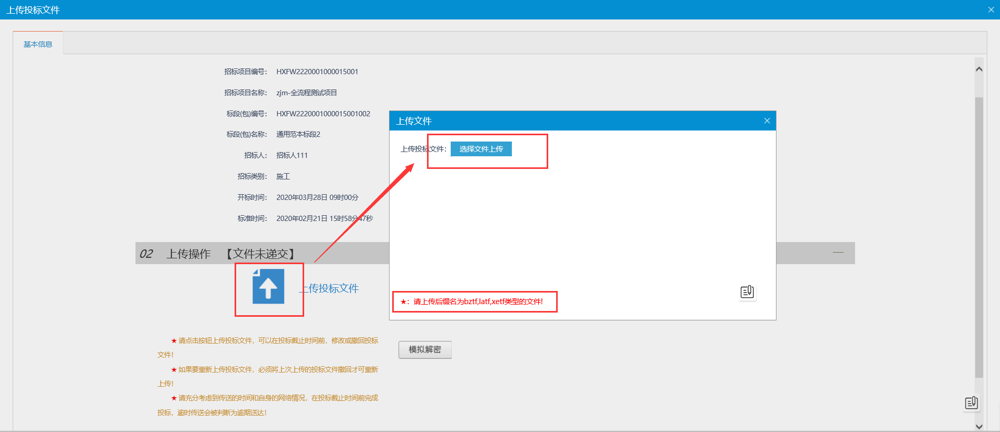 上传投标文件
基本信息
招标项目编号： HXFW2220001000015001
招标项目名称： zjm-全流程测试项目
标段(包)编号： HXFW2220001000015001002
标段(包)名称： 通用范本标段2
招标人： 招标人111
招标类别： 施工
开标时间： 2020年03月28日 09时00分
标准时间： 2020年02月21日 15时58分47秒
02 上传操作 【文件未递交】
上传投标文件
★ 请点击按钮上传投标文件，可以在投标截止时间前，修改或撤回投标
文件！
★ 如果要重新上传投标文件，必须将上次上传的投标文件撤回才可重新
上传！
★ 请充分考虑到传送的时间和自身的网络情况，在投标截止时间前完成
投标，逾时传送会被判断为逾期送达！
模拟解密
上传文件
上传投标文件： 选择文件上传
★：请上传后缀名为bztf,latf,xetf类型的文件!